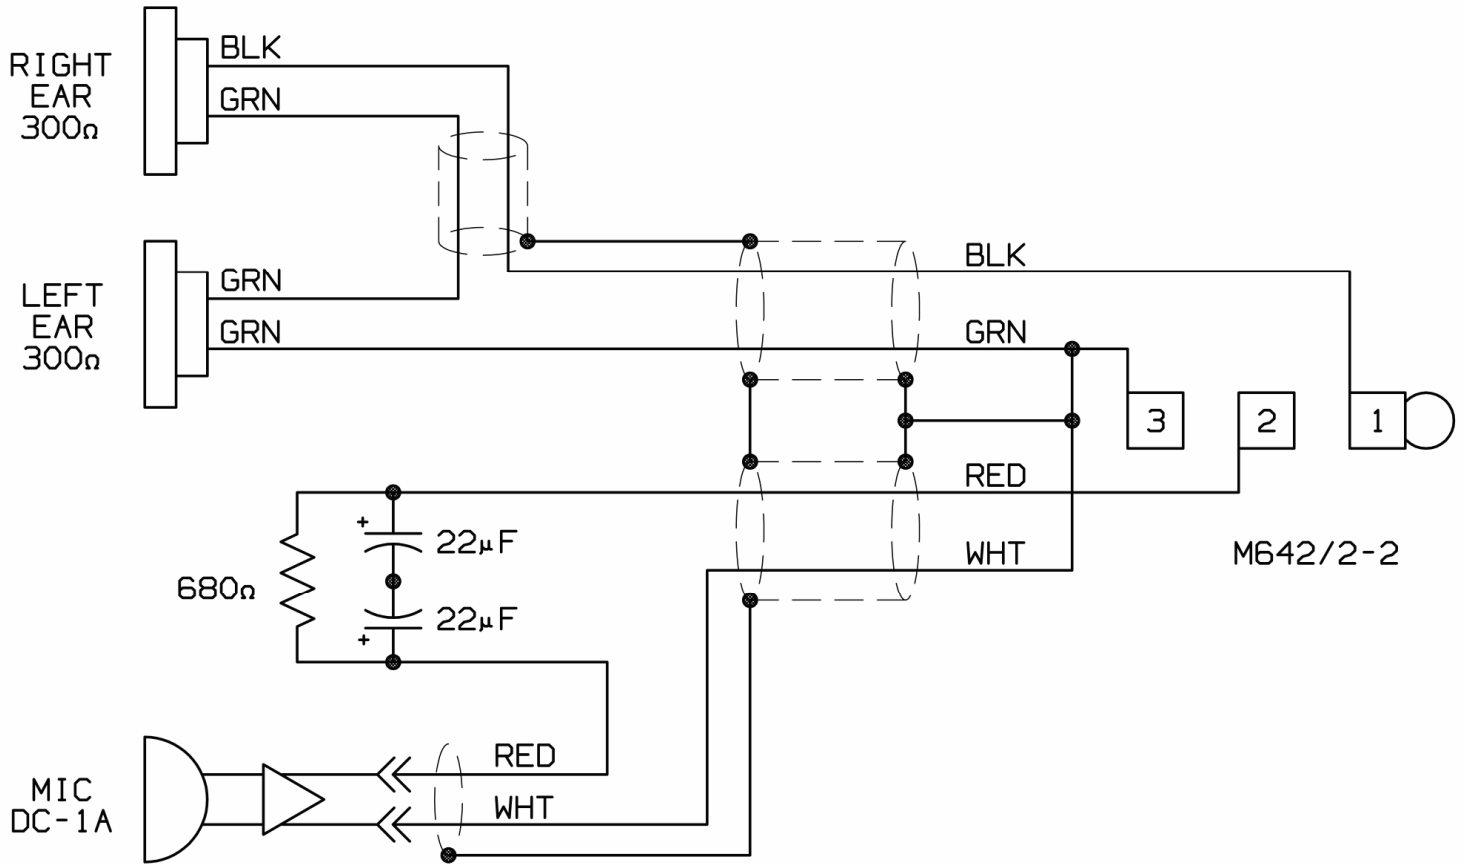 RIGHT
EAR
300Ω
BLK
GRN
LEFT
EAR
300Ω
GRN
GRN
BLK
GRN
3
2
1
RED
WHT
M642/2-2
+
22µF
680Ω
22µF
+
MIC
DC-1A
RED
WHT